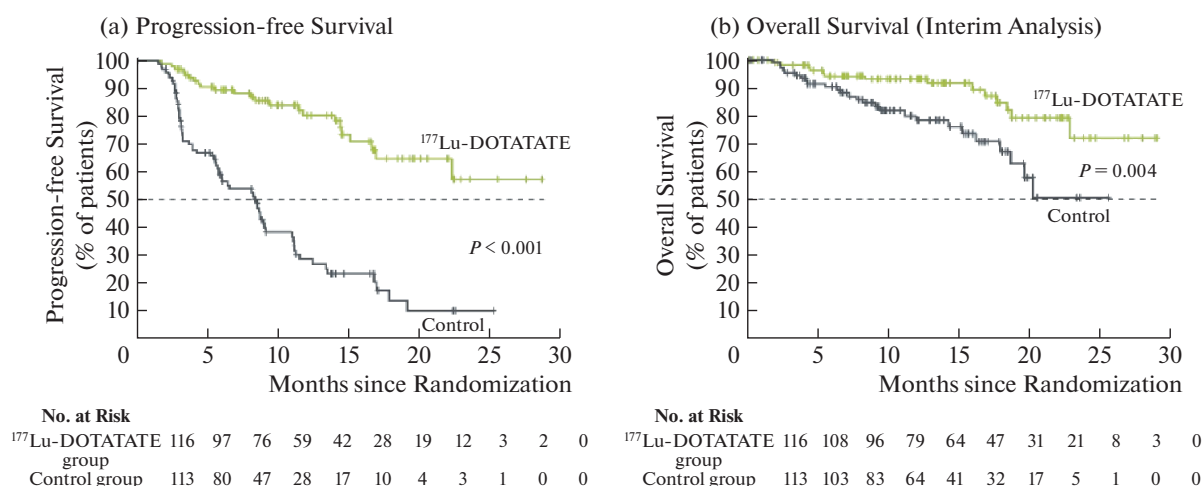 (a) Progression-free Survival
Progression-free Survival
(% of patients)
100
90
80
70
60
50
40
30
20
10
0
5
10
15
20
25
30
¹⁷⁷Lu-DOTATATE
P < 0.001
Control
Months since Randomization
No. at Risk
¹⁷⁷Lu-DOTATATE 116 97 76 59 42 28 19 12 3 2 0
group
Control group 113 80 47 28 17 10 4 3 1 0 0
(b) Overall Survival (Interim Analysis)
Overall Survival
(% of patients)
100
90
80
70
60
50
40
30
20
10
0
5
10
15
20
25
30
¹⁷⁷Lu-DOTATATE
P = 0.004
Control
Months since Randomization
No. at Risk
¹⁷⁷Lu-DOTATATE 116 108 96 79 64 47 31 21 8 3 0
group
Control group 113 103 83 64 41 32 17 5 1 0 0